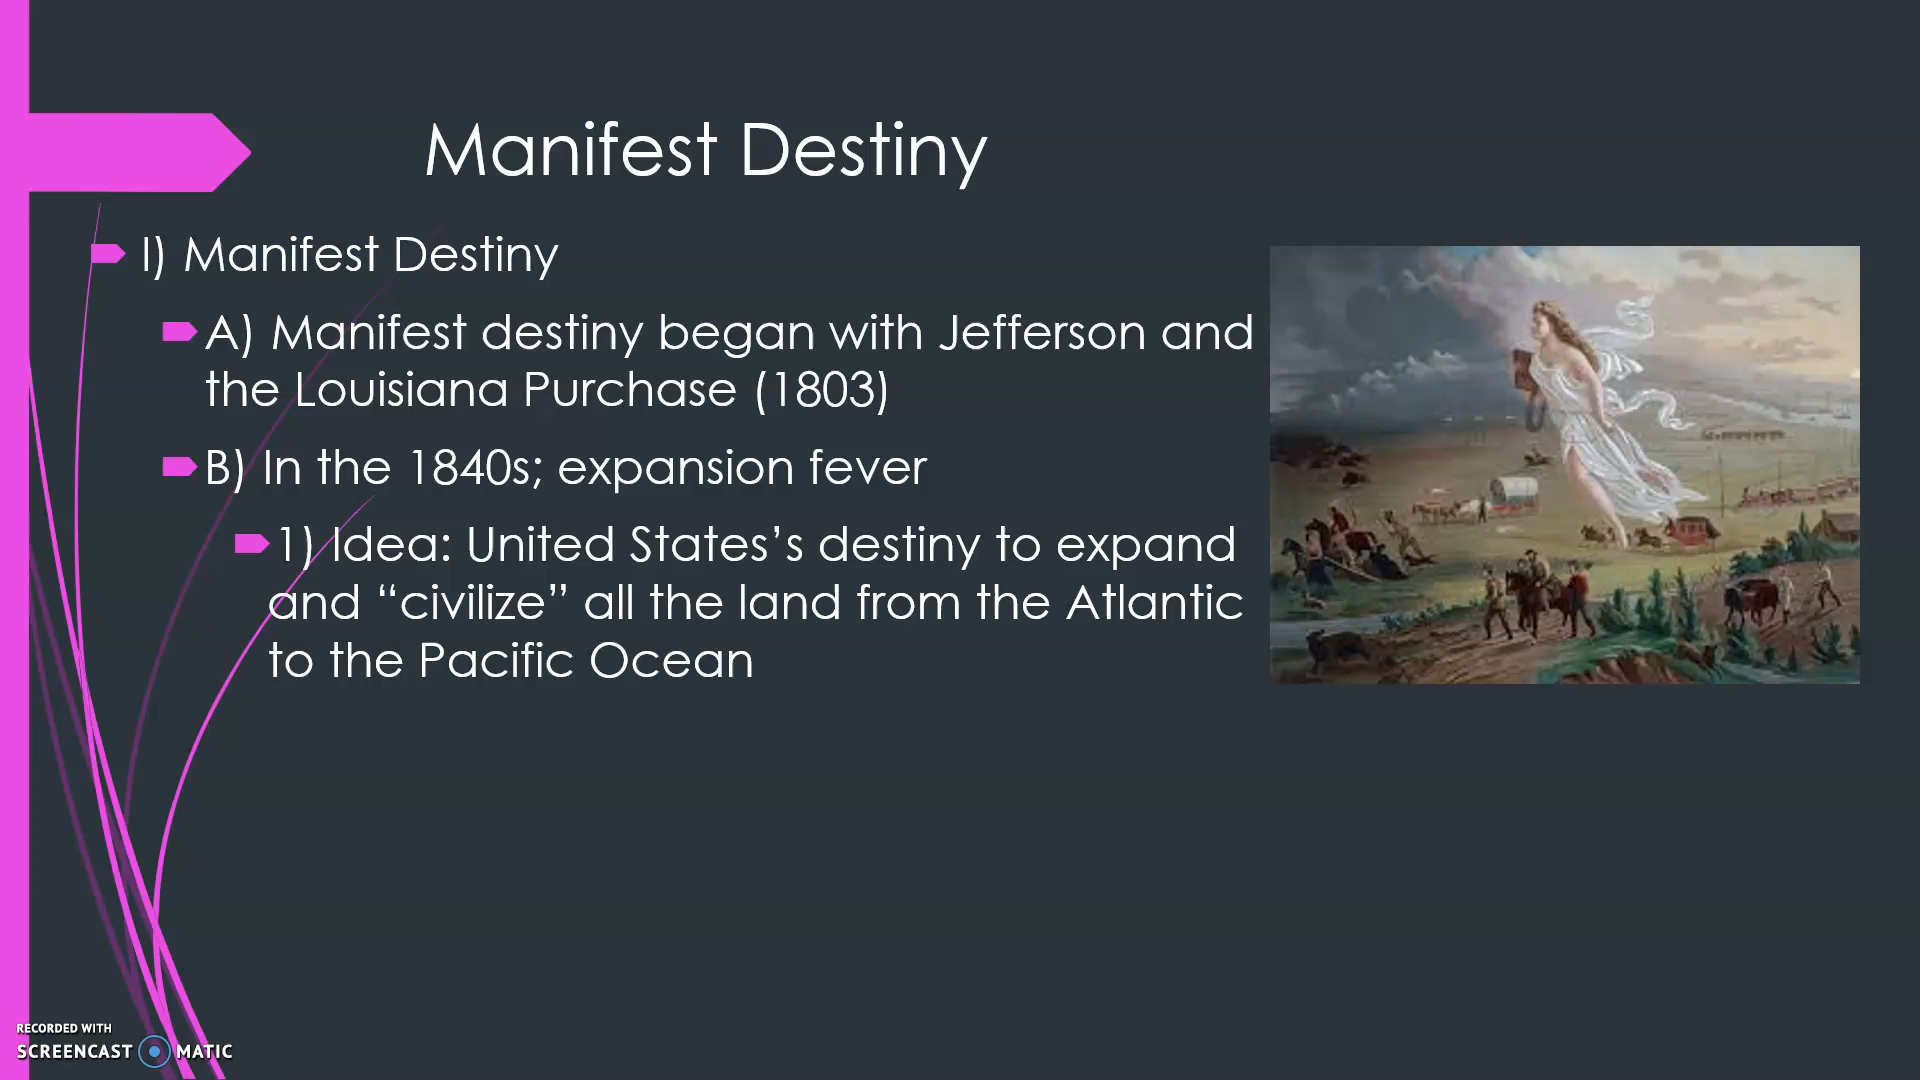 Manifest Destiny
I) Manifest Destiny
A) Manifest destiny began with Jefferson and
the Louisiana Purchase (1803)
B) In the 1840s; expansion fever
1) Idea: United States’s destiny to expand
and “civilize” all the land from the Atlantic
to the Pacific Ocean
RECORDED WITH
SCREENCAST MATIC